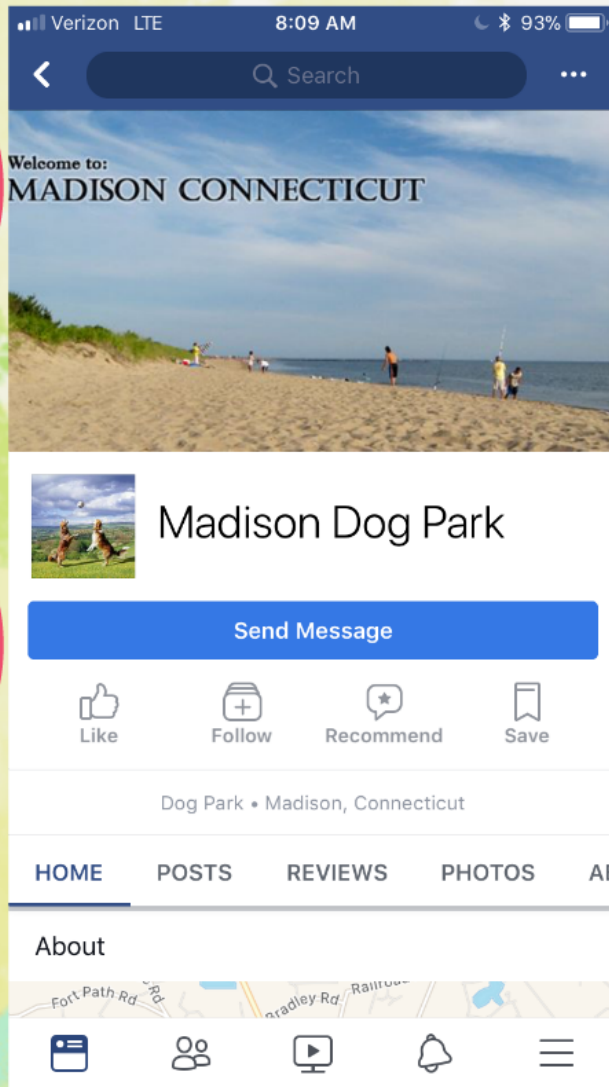 Verizon LTE 8:09 AM 93%
Search
Welcome to:
MADISON CONNECTICUT
Madison Dog Park
Send Message
Like Follow Recommend Save
Dog Park • Madison, Connecticut
HOME POSTS REVIEWS PHOTOS
About
Fort Path Rd Rd Bradley Rd